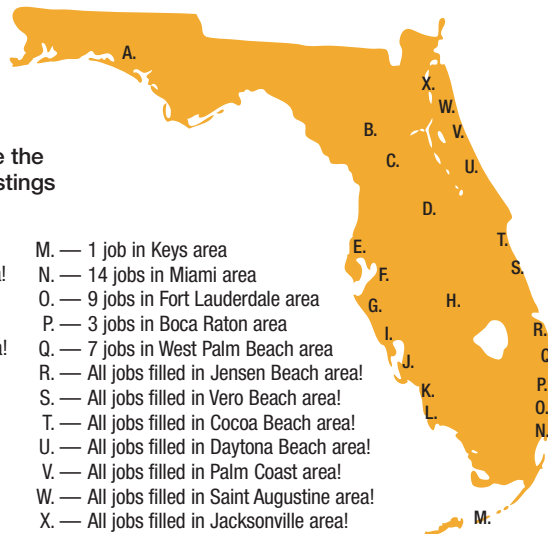 A.
X.
W.
B.
V.
C.
U.
the
stings
D.
T.
E.
S.
F.
H.
G.
R.
I.
Q
J.
P.
K.
O.
L.
N.
M.
M. — 1 job in Keys area
N. — 14 jobs in Miami area
O. — 9 jobs in Fort Lauderdale area
P. — 3 jobs in Boca Raton area
Q. — 7 jobs in West Palm Beach area
R. — All jobs filled in Jensen Beach area!
S. — All jobs filled in Vero Beach area!
T. — All jobs filled in Cocoa Beach area!
U. — All jobs filled in Daytona Beach area!
V. — All jobs filled in Palm Coast area!
W. — All jobs filled in Saint Augustine area!
X. — All jobs filled in Jacksonville area!